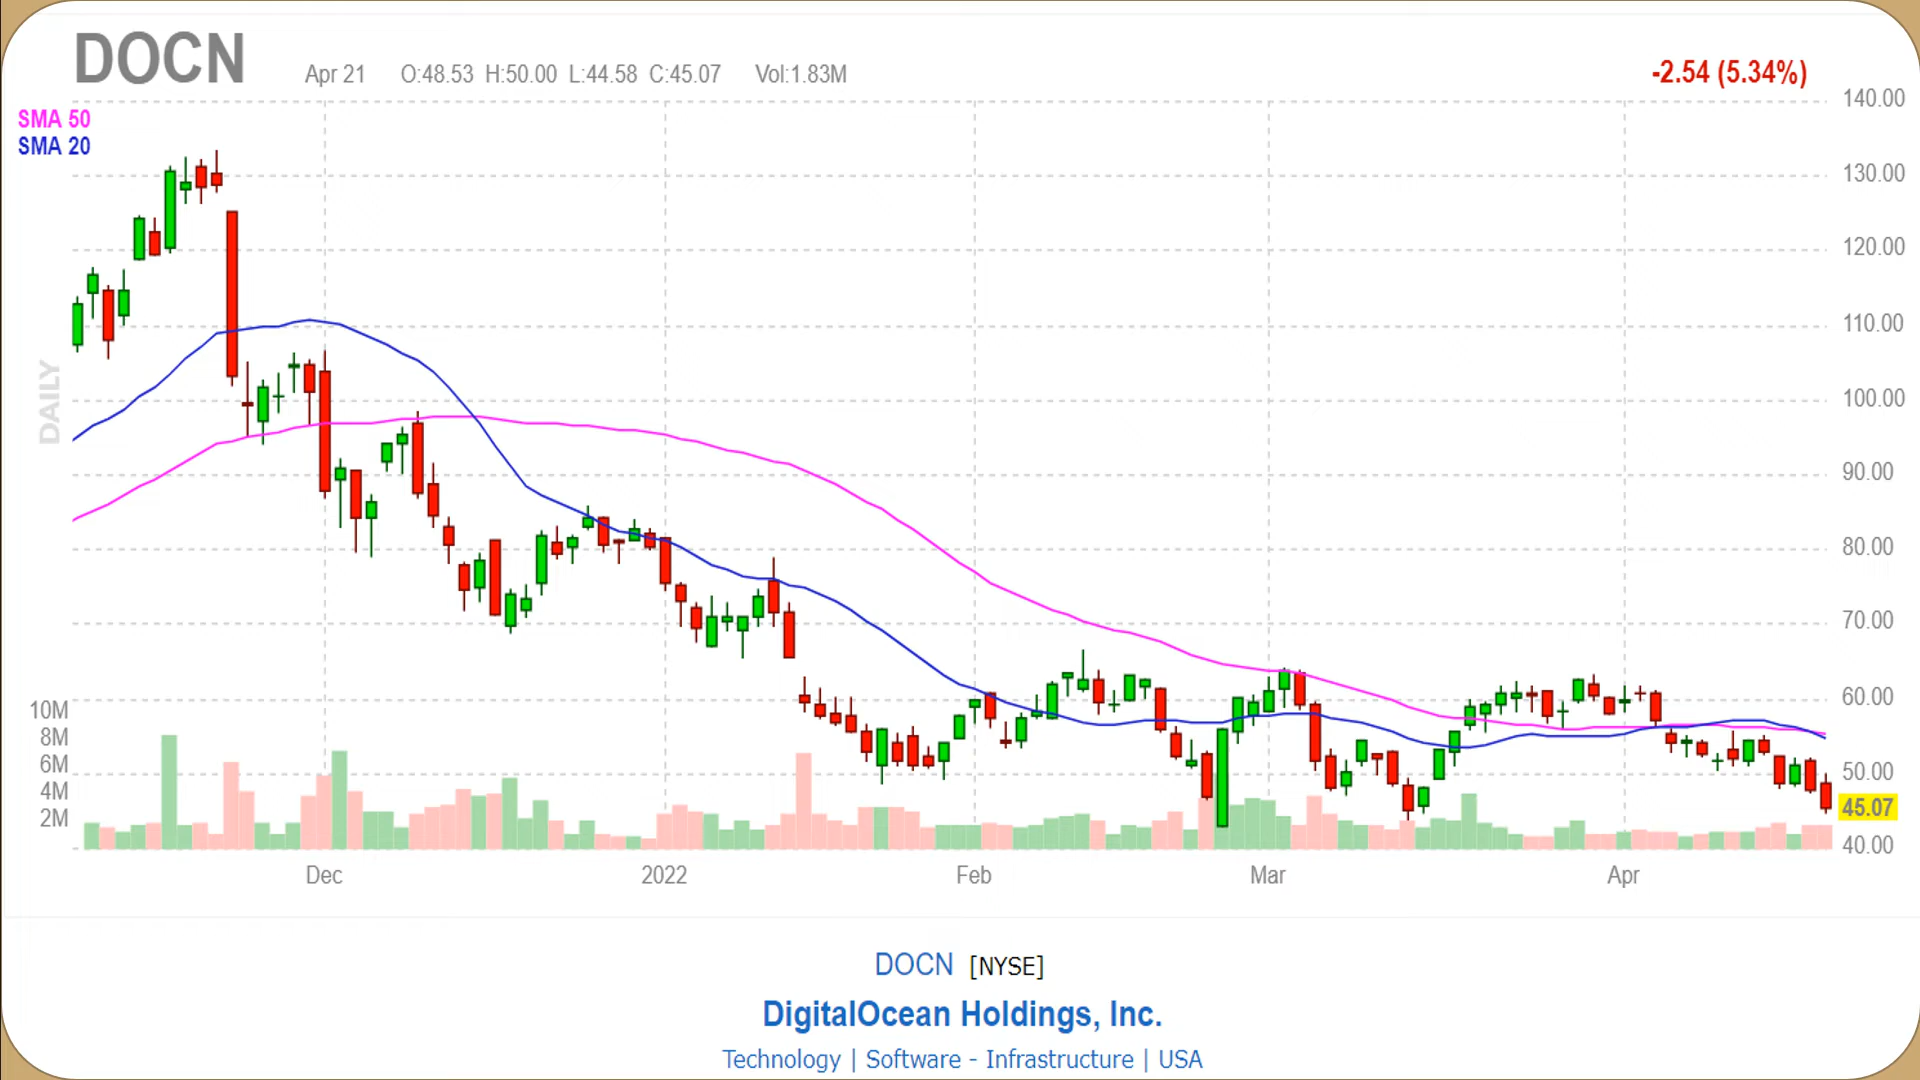 DOCN Apr 21 O:48.53 H:50.00 L:44.58 C:45.07 Vol:1.83M -2.54 (5.34%)
SMA 50
SMA 20
DAILY
140.00
130.00
120.00
110.00
100.00
90.00
80.00
70.00
60.00
50.00
45.07
40.00
10M
8M
6M
4M
2M
Dec 2022 Feb Mar Apr
DOCN [NYSE]
DigitalOcean Holdings, Inc.
Technology | Software - Infrastructure | USA